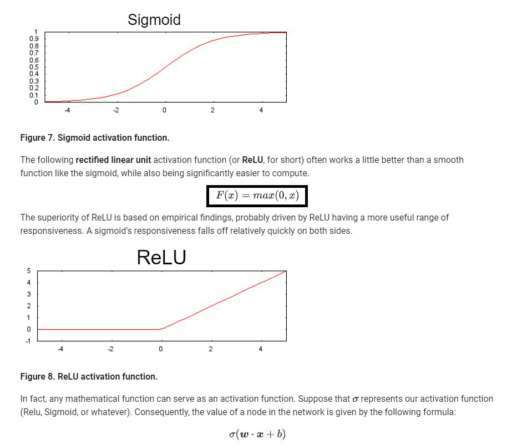 Sigmoid
1
0.9
0.8
0.7
0.6
0.5
0.4
0.3
0.2
0.1
0
-4 -2 0 2 4
Figure 7. Sigmoid activation function.
The following rectified linear unit activation function (or ReLU, for short) often works a little better than a smooth
function like the sigmoid, while also being significantly easier to compute.
F(x) = max(0, x)
The superiority of ReLU is based on empirical findings, probably driven by ReLU having a more useful range of
responsiveness. A sigmoid's responsiveness falls off relatively quickly on both sides.
ReLU
5
4
3
2
1
0
-1
-4 -2 0 2 4
Figure 8. ReLU activation function.
In fact, any mathematical function can serve as an activation function. Suppose that σ represents our activation function
(Relu, Sigmoid, or whatever). Consequently, the value of a node in the network is given by the following formula:
σ(w · x + b)